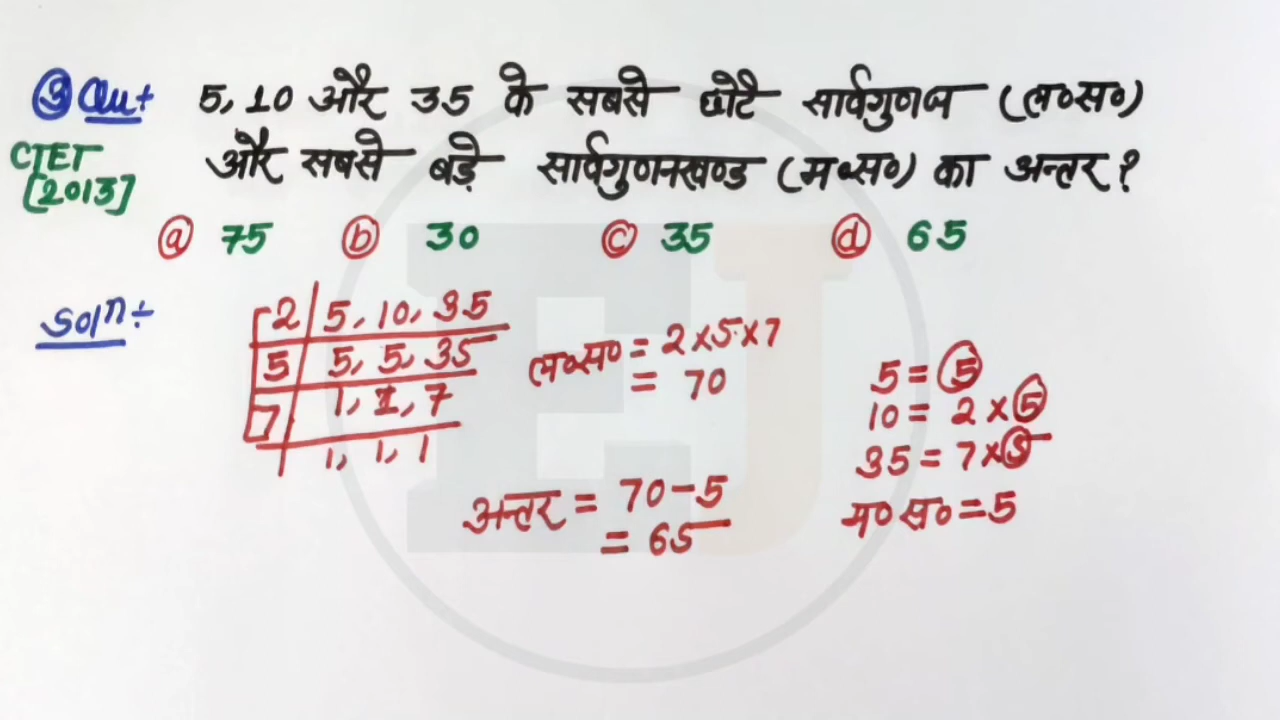 ③ Qu÷ 5, 10 और 35 के सबसे छोटे सार्वगुणज (ल०स०)
CTET और सबसे बड़े सार्वगुणनखण्ड (म०स०) का अन्तर?
[2013]
ⓐ 75 ⓑ 30 ⓒ 35 ⓓ 65
Soln÷
2 | 5, 10, 35
5 | 5, 5, 35
7 | 1, 1, 7
1, 1, 1
ल०स० = 2×5×7
= 70
5 = 5
10 = 2×5
35 = 7×5
म०स० = 5
अन्तर = 70-5
= 65
EJ